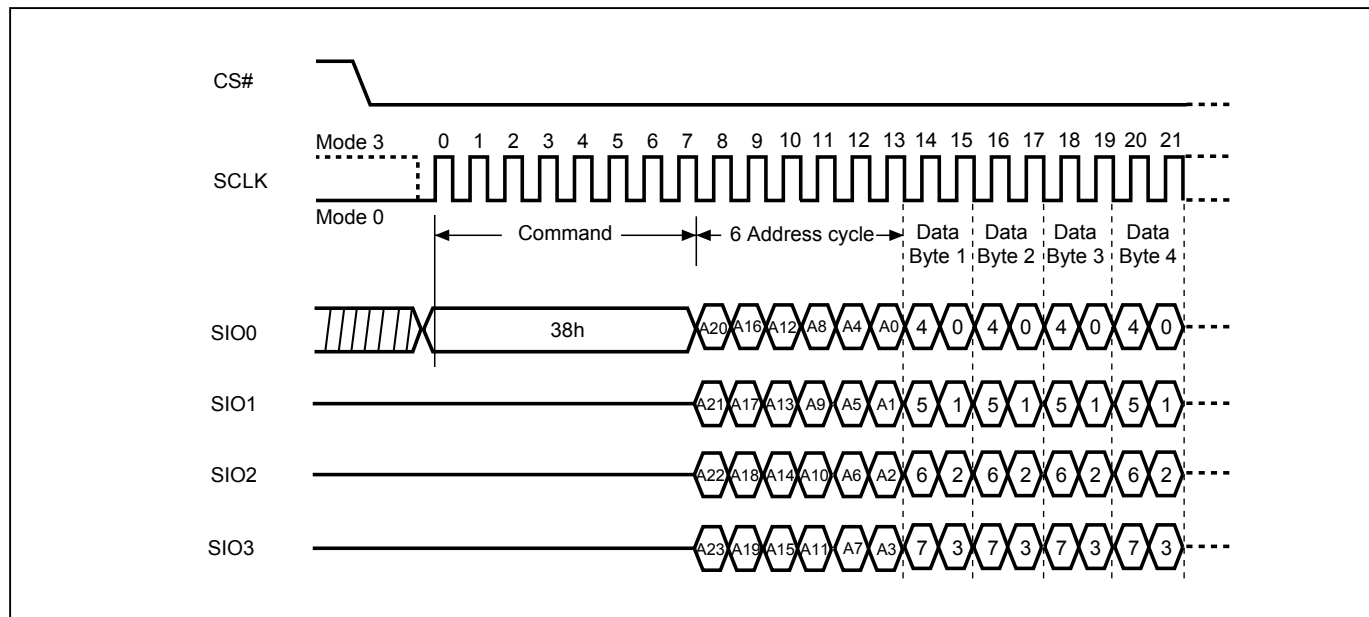 CS#
Mode 3 0 1 2 3 4 5 6 7 8 9 10 11 12 13 14 15 16 17 18 19 20 21
SCLK
Mode 0
Command 6 Address cycle Data Data Data Data
Byte 1 Byte 2 Byte 3 Byte 4
SIO0 38h A20 A16 A12 A8 A4 A0 4 0 4 0 4 0 4 0
SIO1 A21 A17 A13 A9 A5 A1 5 1 5 1 5 1 5 1
SIO2 A22 A18 A14 A10 A6 A2 6 2 6 2 6 2 6 2
SIO3 A23 A19 A15 A11 A7 A3 7 3 7 3 7 3 7 3